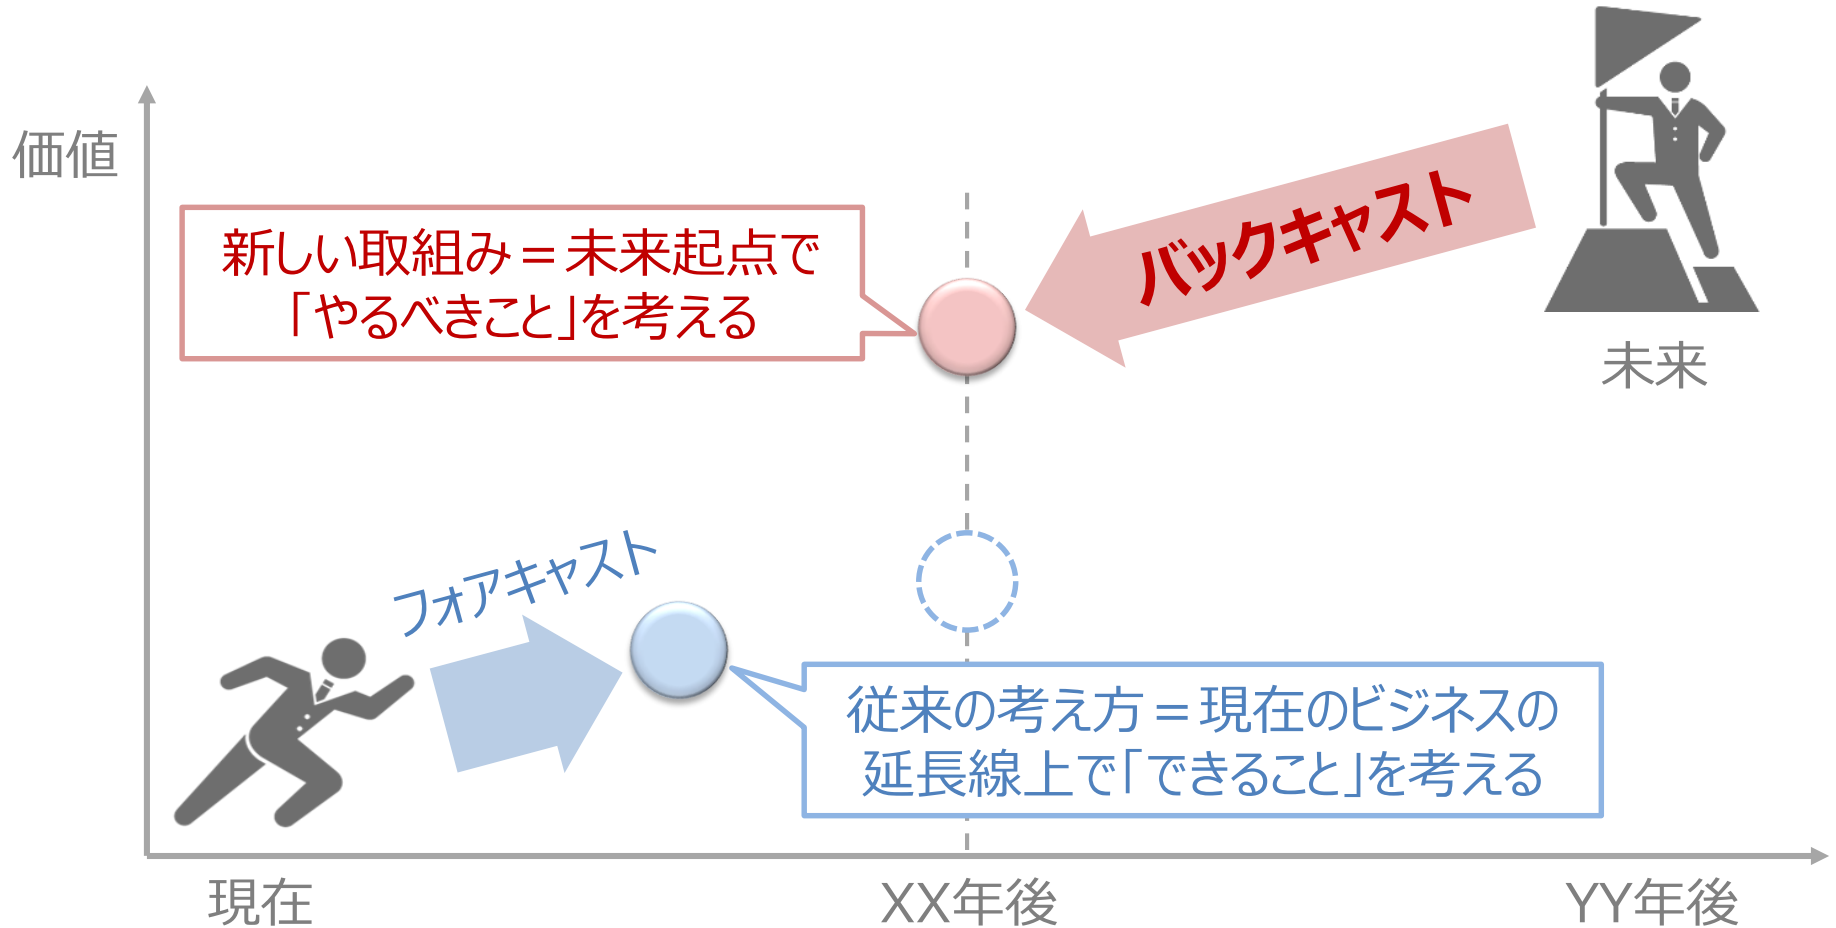 価値
新しい取組み＝未来起点で
「やるべきこと」を考える
バックキャスト
未来
フォアキャスト
従来の考え方＝現在のビジネスの
延長線上で「できること」を考える
現在
XX年後
YY年後